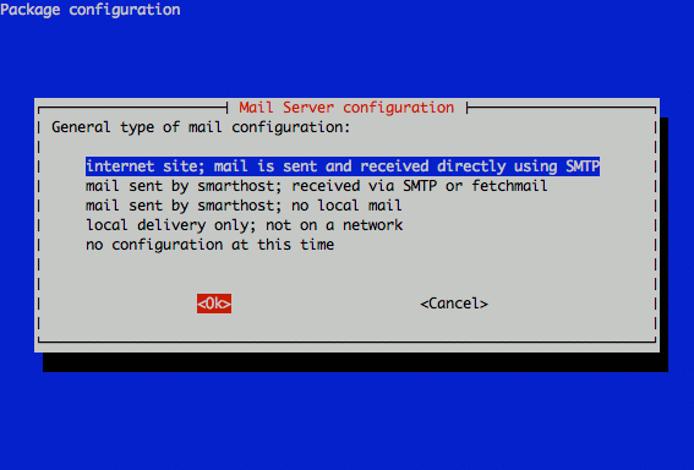 Package configuration
Mail Server configuration
General type of mail configuration:
internet site; mail is sent and received directly using SMTP
mail sent by smarthost; received via SMTP or fetchmail
mail sent by smarthost; no local mail
local delivery only; not on a network
no configuration at this time
<Ok> <Cancel>